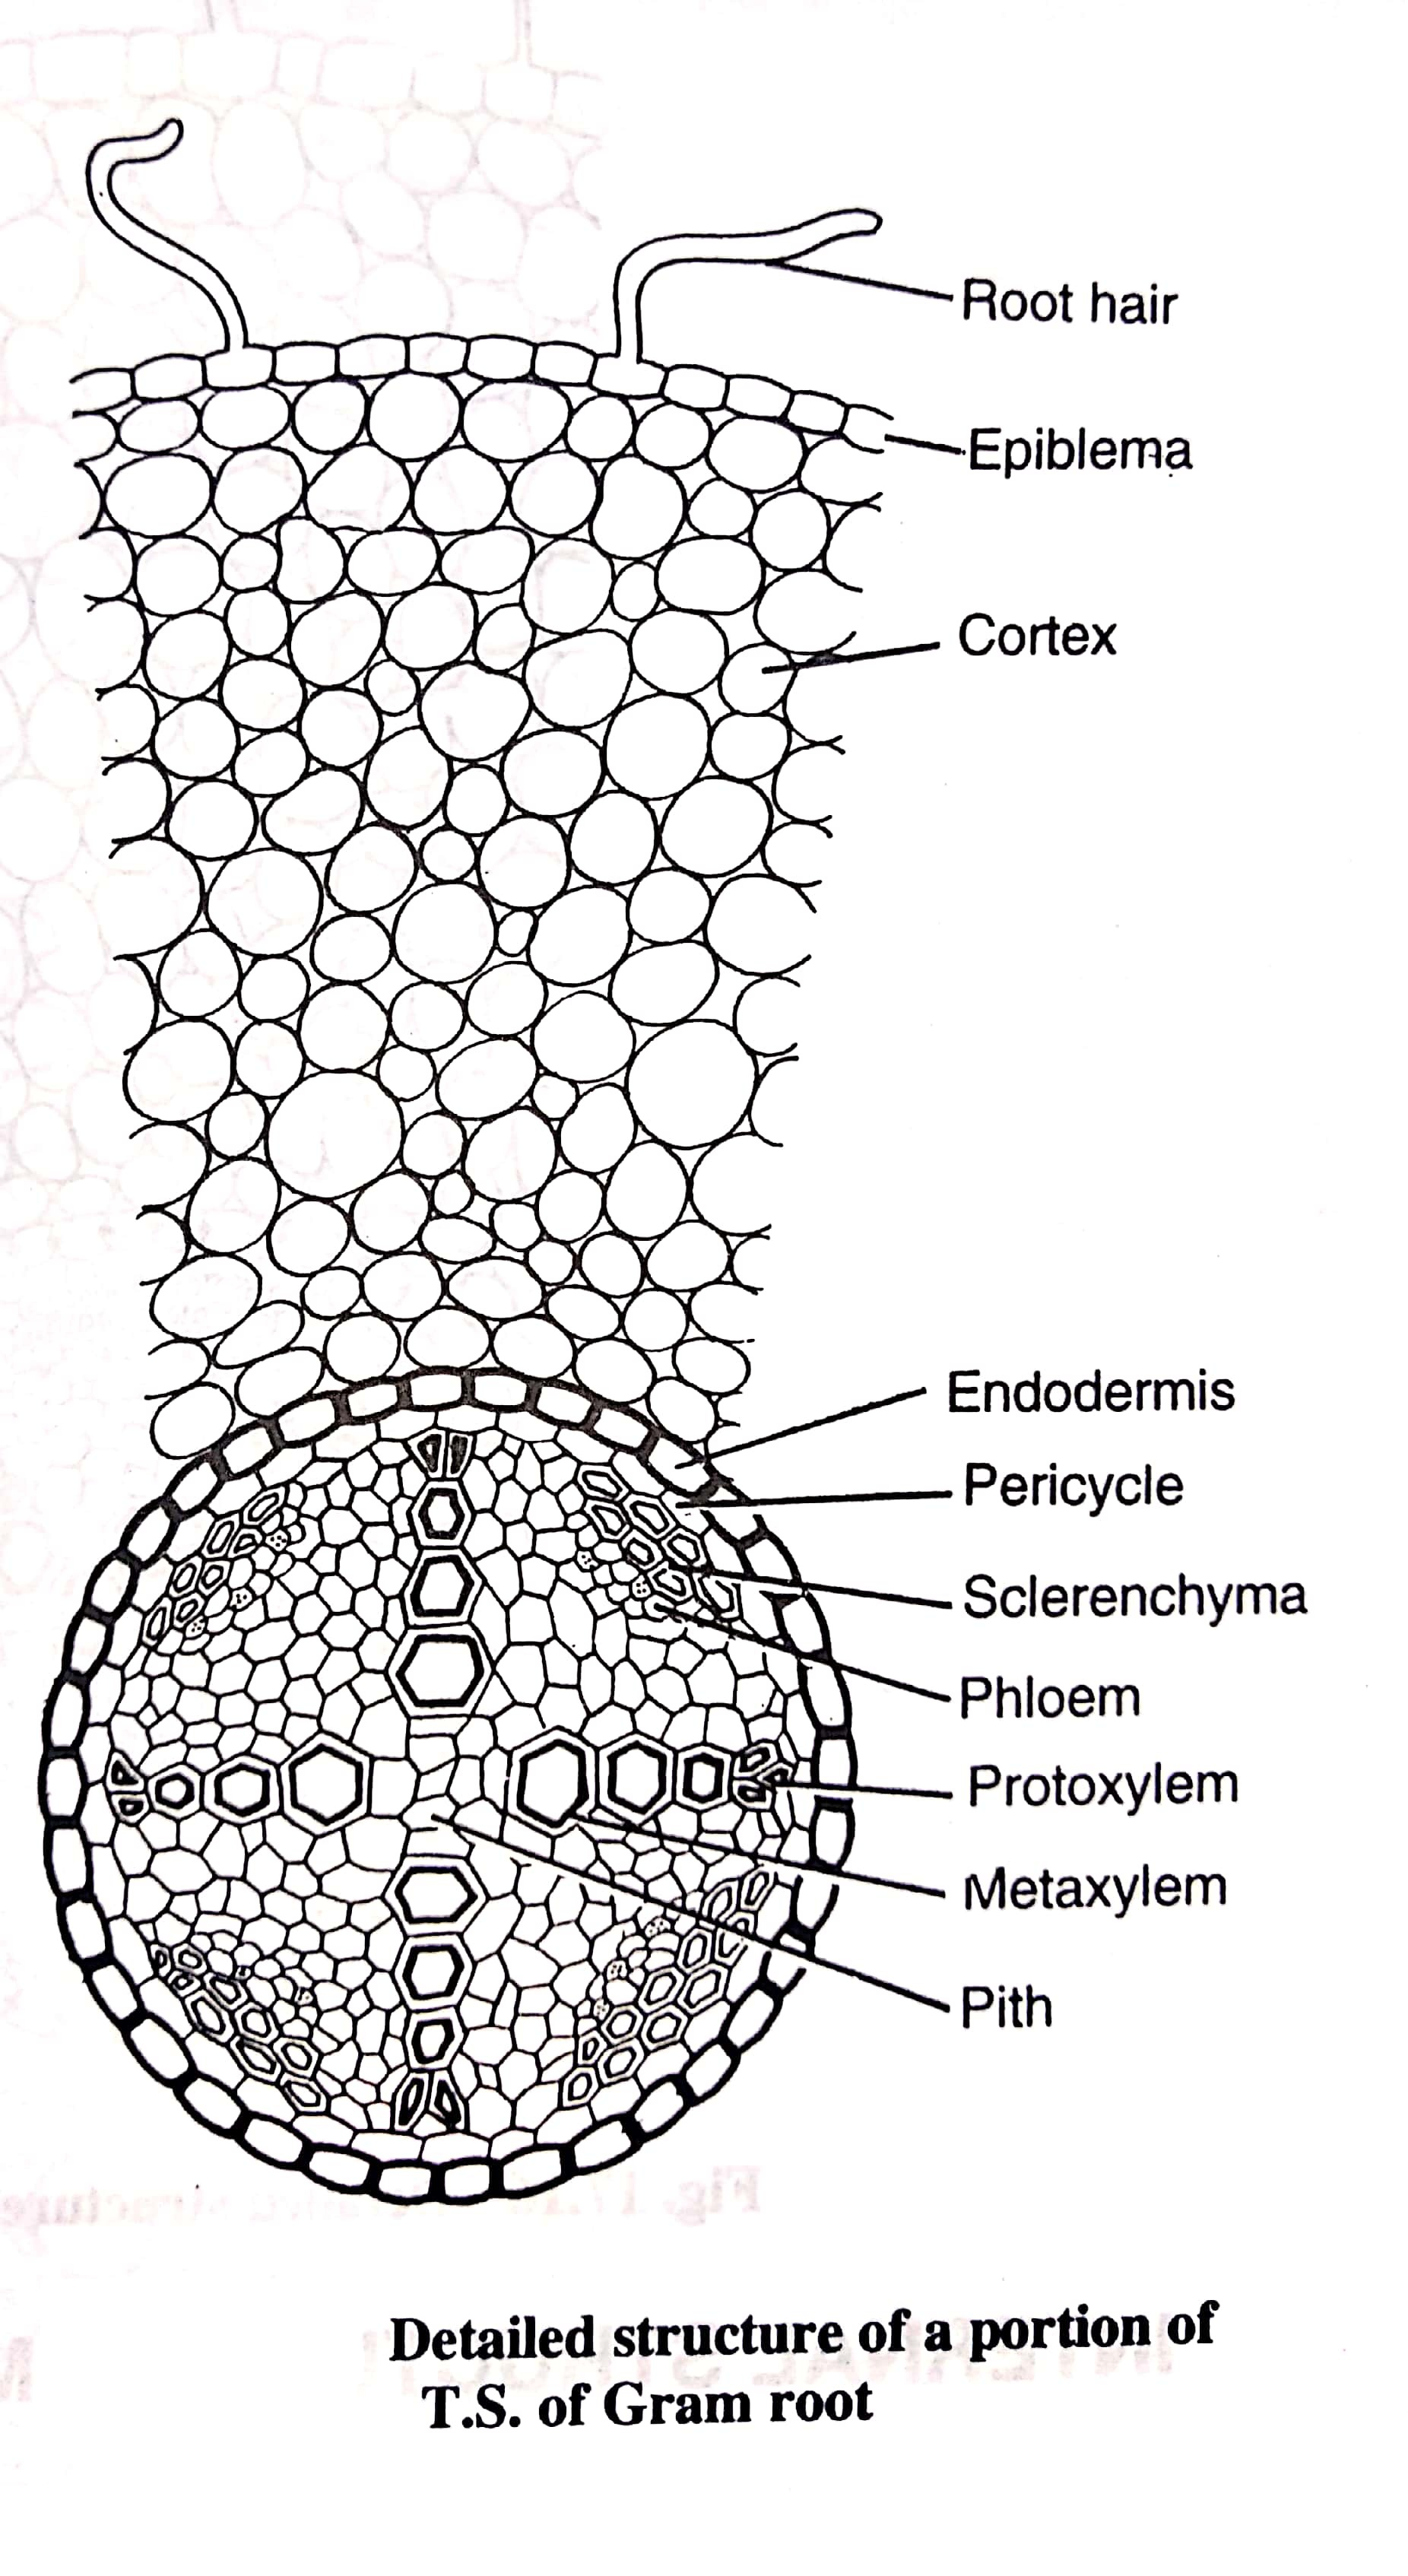 Root hair
Epiblema
Cortex
Endodermis
Pericycle
Sclerenchyma
Phloem
Protoxylem
Metaxylem
Pith
Detailed structure of a portion of
T.S. of Gram root